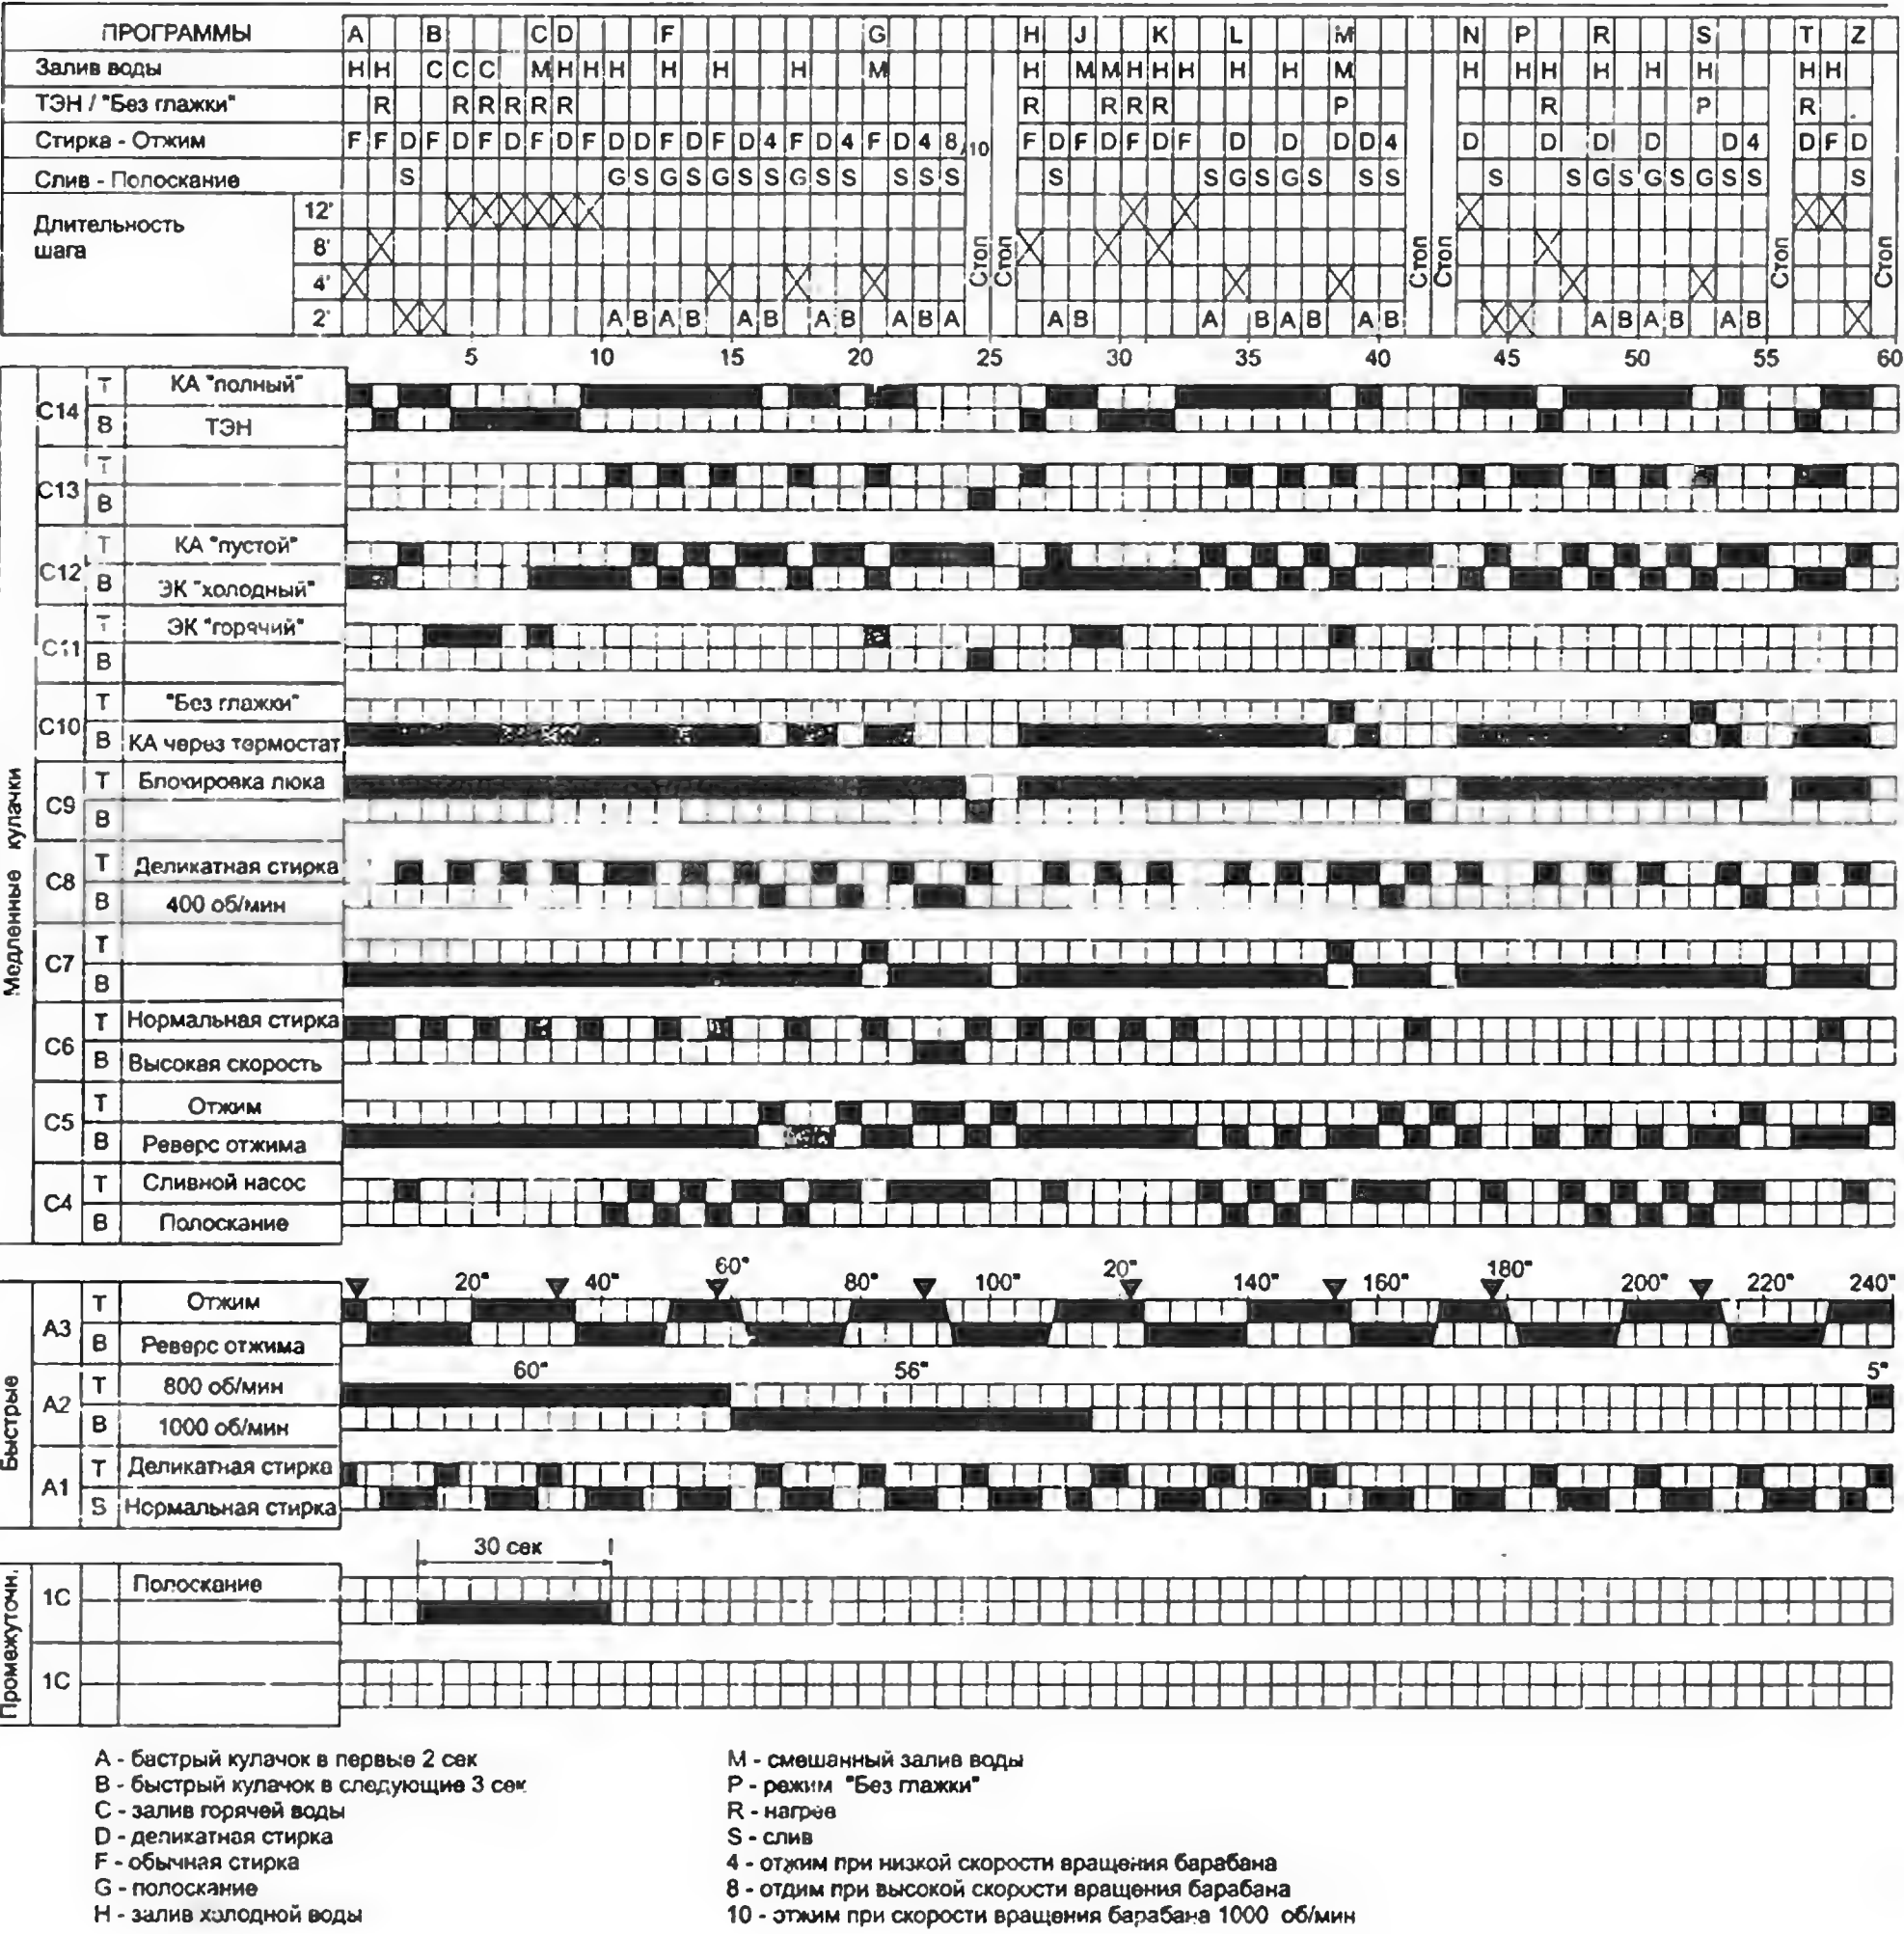 ПРОГРАММЫ A B C D F G H J K L M N P R S T Z
Залив воды H H C C C M H H H H H H M H M M H H H H H M H H H H H H H H
ТЭН / "Без глажки" R R R R R R R R R R P R P R
Стирка - Отжим F F D F D F D F D F D D F D F D 4 F D 4 F D 4 8/10 F D F D F D F D D D D 4 D D D D D 4 D F D
Слив - Полоскание S G S G S G S S G S S S S S S S G S G S S S S S G S G S G S S S
Длительность шага
12'
8'
4'
2' A B A B A B A B A B A A B A B A B A B A B A B A B
Стоп Стоп Стоп Стоп Стоп Стоп
5 10 15 20 25 30 35 40 45 50 55 60
Медленные кулачки
C14 T КА "полный"
B ТЭН
C13 T
B
C12 T КА "пустой"
B ЭК "холодный"
C11 T ЭК "горячий"
B
C10 T "Без глажки"
B КА через термостат
C9 T Блокировка люка
B
C8 T Деликатная стирка
B 400 об/мин
C7 T
B
C6 T Нормальная стирка
B Высокая скорость
C5 T Отжим
B Реверс отжима
C4 T Сливной насос
B Полоскание
20" 40" 60" 80" 100" 20" 140" 160" 180" 200" 220" 240"
Быстрые
A3 T Отжим
B Реверс отжима
60" 56" 5"
A2 T 800 об/мин
B 1000 об/мин
A1 T Деликатная стирка
S Нормальная стирка
30 сек
Промежуточн.
1C Полоскание
1C
A - бастрый кулачок в первые 2 сек
B - быстрый кулачок в следующие 3 сек
C - залив горячей воды
D - деликатная стирка
F - обычная стирка
G - полоскание
H - залив холодной воды
M - смешанный залив воды
P - режим "Без глажки"
R - нагрев
S - слив
4 - отжим при низкой скорости вращения барабана
8 - отдим при высокой скорости вращения барабана
10 - отжим при скорости вращения барабана 1000 об/мин